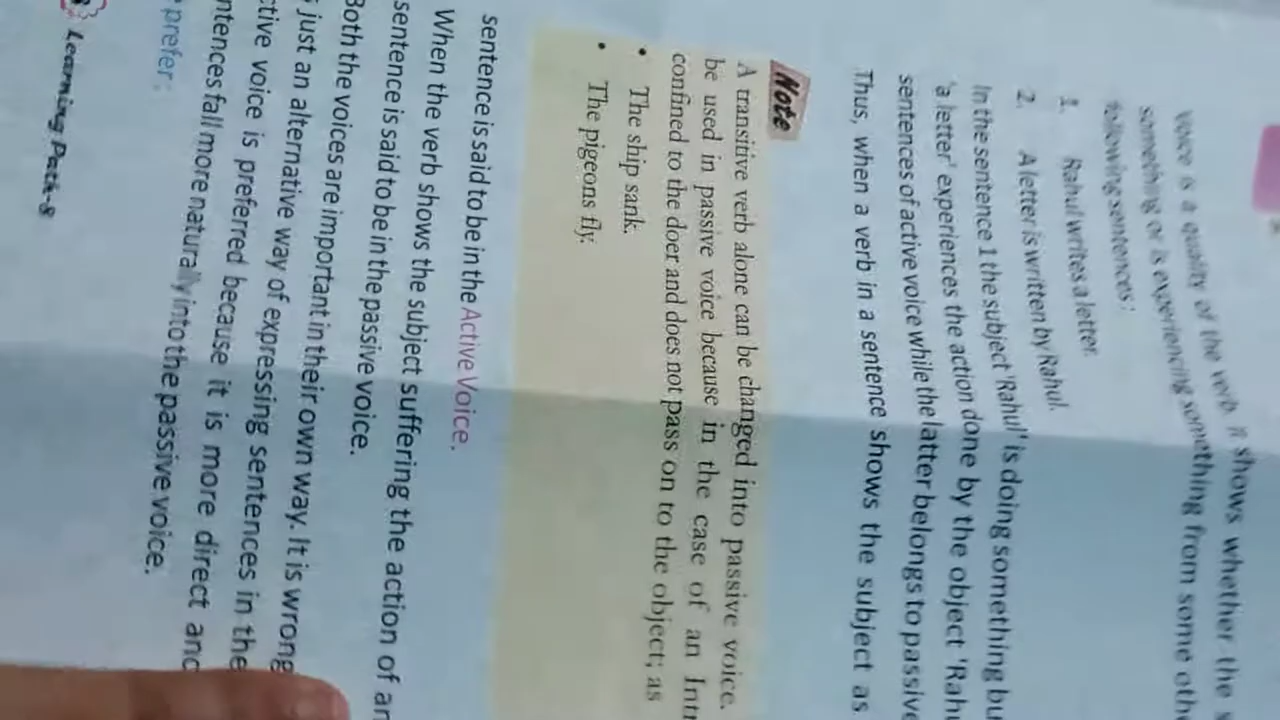 voice is a quality of the verb. It shows whether the s
something or is experiencing something from some othe
following sentences :
1. Rahul writes a letter.
2. A letter is written by Rahul.
In the sentence 1 the subject 'Rahul' is doing something bu
'a letter' experiences the action done by the object 'Rahu
sentences of active voice while the latter belongs to passive
Thus, when a verb in a sentence shows the subject as
Note
A transitive verb alone can be changed into passive voice.
be used in passive voice because in the case of an Intr
confined to the doer and does not pass on to the object; as
• The ship sank.
• The pigeons fly.
sentence is said to be in the Active Voice.
When the verb shows the subject suffering the action of an
sentence is said to be in the passive voice.
Both the voices are important in their own way. It is wrong
just an alternative way of expressing sentences in the
ctive voice is preferred because it is more direct and
ntences fall more naturally into the passive voice.
prefer :
Learning Path-8